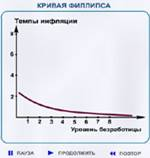 КРИВАЯ ФИЛЛИПСА
Темпы инфляции
8
6
4
2
1 2 3 4 5 6 7 8
Уровень безработицы
ПАУЗА ПРОДОЛЖИТЬ ПОВТОР